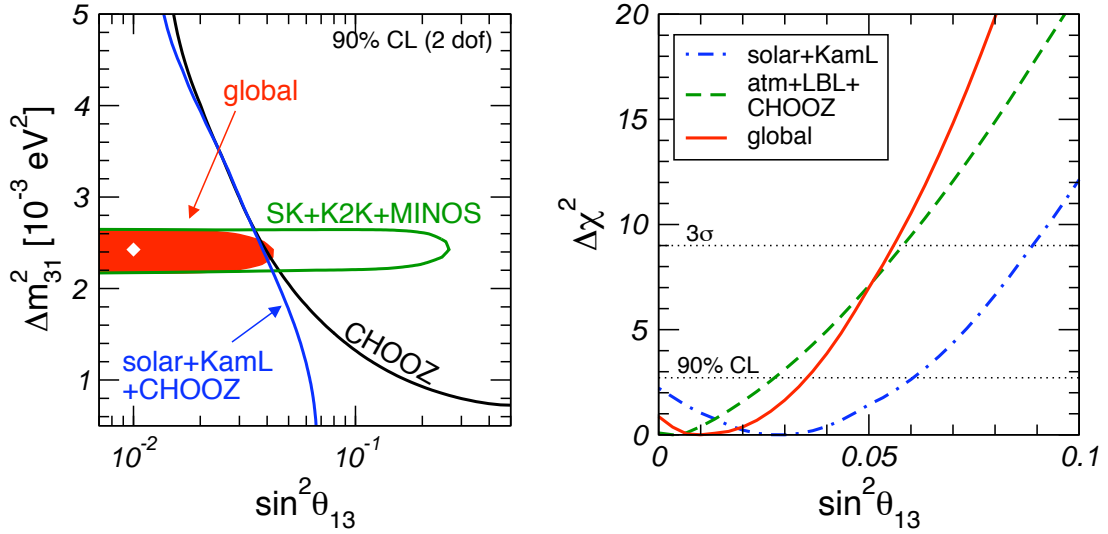 90% CL (2 dof)
global
SK+K2K+MINOS
solar+KamL
+CHOOZ
CHOOZ
5
4
3
2
1
Δm²₃₁ [10⁻³ eV²]
10⁻² 10⁻¹
sin²θ₁₃
solar+KamL
atm+LBL+
CHOOZ
global
3σ
90% CL
20
15
10
5
0
Δχ²
0 0.05 0.1
sin²θ₁₃